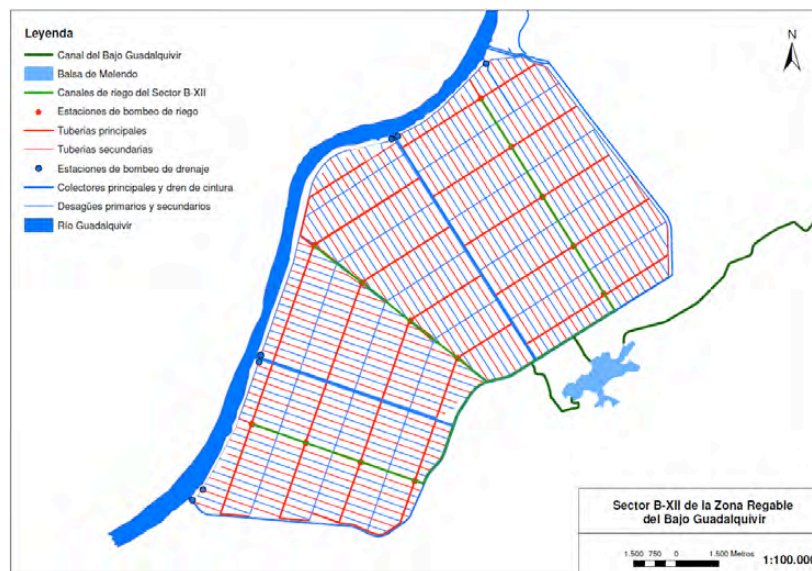 Leyenda
Canal del Bajo Guadalquivir
Balsa de Melendo
Canales de riego del Sector B-XII
Estaciones de bombeo de riego
Tuberías principales
Tuberías secundarias
Estaciones de bombeo de drenaje
Colectores principales y dren de cintura
Desagües primarios y secundarios
Río Guadalquivir
N
Sector B-XII de la Zona Regable
del Bajo Guadalquivir
1.500 750 0 1.500 Metros
1:100.000